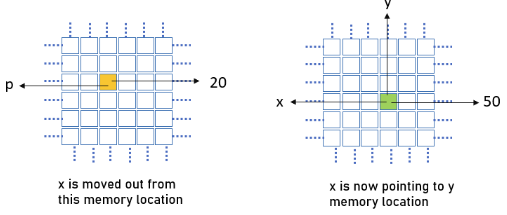 y
p
20
x
50
x is moved out from
this memory location
x is now pointing to y
memory location